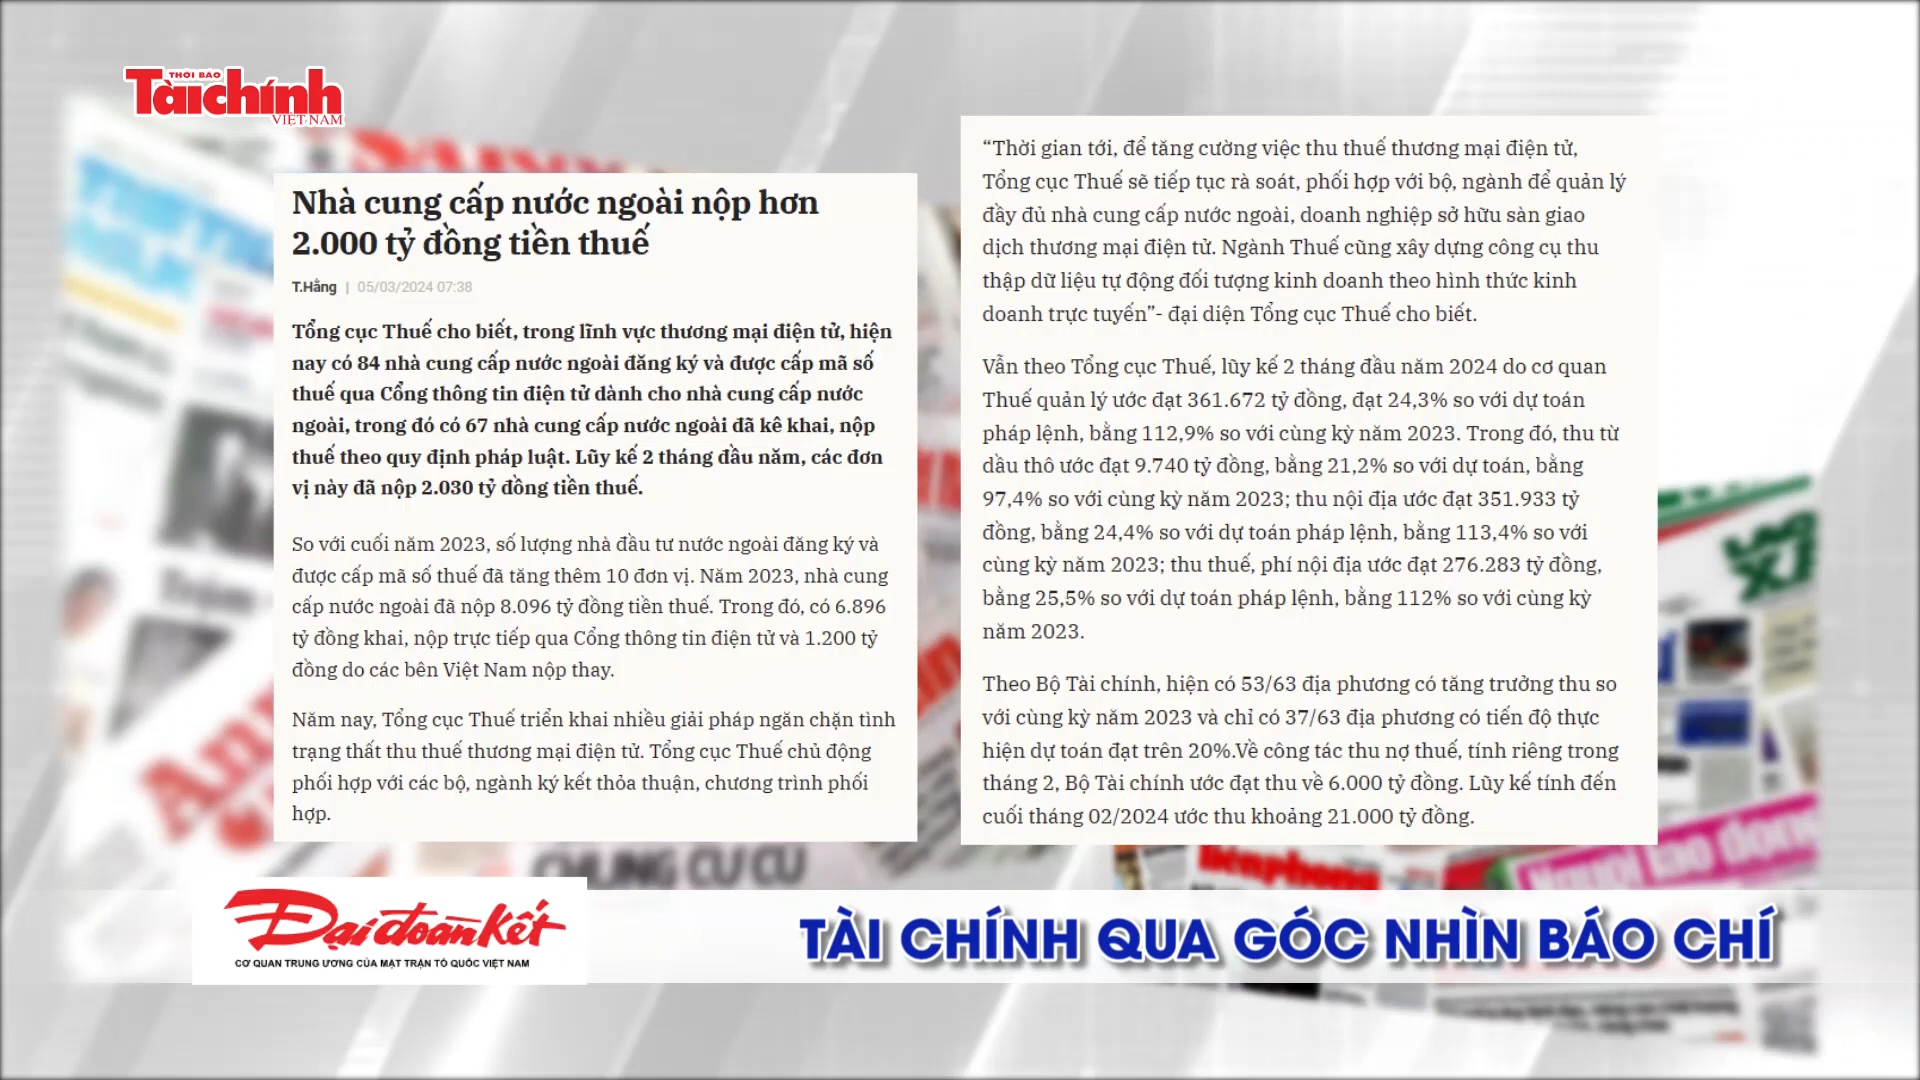 THỜI BÁO
Tàichính
VIỆT NAM
Nhà cung cấp nước ngoài nộp hơn
2.000 tỷ đồng tiền thuế
T.Hằng | 05/03/2024 07:38
Tổng cục Thuế cho biết, trong lĩnh vực thương mại điện tử, hiện
nay có 84 nhà cung cấp nước ngoài đăng ký và được cấp mã số
thuế qua Cổng thông tin điện tử dành cho nhà cung cấp nước
ngoài, trong đó có 67 nhà cung cấp nước ngoài đã kê khai, nộp
thuế theo quy định pháp luật. Lũy kế 2 tháng đầu năm, các đơn
vị này đã nộp 2.030 tỷ đồng tiền thuế.
So với cuối năm 2023, số lượng nhà đầu tư nước ngoài đăng ký và
được cấp mã số thuế đã tăng thêm 10 đơn vị. Năm 2023, nhà cung
cấp nước ngoài đã nộp 8.096 tỷ đồng tiền thuế. Trong đó, có 6.896
tỷ đồng khai, nộp trực tiếp qua Cổng thông tin điện tử và 1.200 tỷ
đồng do các bên Việt Nam nộp thay.
Năm nay, Tổng cục Thuế triển khai nhiều giải pháp ngăn chặn tình
trạng thất thu thuế thương mại điện tử. Tổng cục Thuế chủ động
phối hợp với các bộ, ngành ký kết thỏa thuận, chương trình phối
hợp.
“Thời gian tới, để tăng cường việc thu thuế thương mại điện tử,
Tổng cục Thuế sẽ tiếp tục rà soát, phối hợp với bộ, ngành để quản lý
đầy đủ nhà cung cấp nước ngoài, doanh nghiệp sở hữu sàn giao
dịch thương mại điện tử. Ngành Thuế cũng xây dựng công cụ thu
thập dữ liệu tự động đối tượng kinh doanh theo hình thức kinh
doanh trực tuyến”- đại diện Tổng cục Thuế cho biết.
Vẫn theo Tổng cục Thuế, lũy kế 2 tháng đầu năm 2024 do cơ quan
Thuế quản lý ước đạt 361.672 tỷ đồng, đạt 24,3% so với dự toán
pháp lệnh, bằng 112,9% so với cùng kỳ năm 2023. Trong đó, thu từ
dầu thô ước đạt 9.740 tỷ đồng, bằng 21,2% so với dự toán, bằng
97,4% so với cùng kỳ năm 2023; thu nội địa ước đạt 351.933 tỷ
đồng, bằng 24,4% so với dự toán pháp lệnh, bằng 113,4% so với
cùng kỳ năm 2023; thu thuế, phí nội địa ước đạt 276.283 tỷ đồng,
bằng 25,5% so với dự toán pháp lệnh, bằng 112% so với cùng kỳ
năm 2023.
Theo Bộ Tài chính, hiện có 53/63 địa phương có tăng trưởng thu so
với cùng kỳ năm 2023 và chỉ có 37/63 địa phương có tiến độ thực
hiện dự toán đạt trên 20%.Về công tác thu nợ thuế, tính riêng trong
tháng 2, Bộ Tài chính ước đạt thu về 6.000 tỷ đồng. Lũy kế tính đến
cuối tháng 02/2024 ước thu khoảng 21.000 tỷ đồng.
CHUNG CƯ CŨ
tiênphong
Người lao động
Đại đoàn kết
CƠ QUAN TRUNG ƯƠNG CỦA MẶT TRẬN TỔ QUỐC VIỆT NAM
TÀI CHÍNH QUA GÓC NHÌN BÁO CHÍ